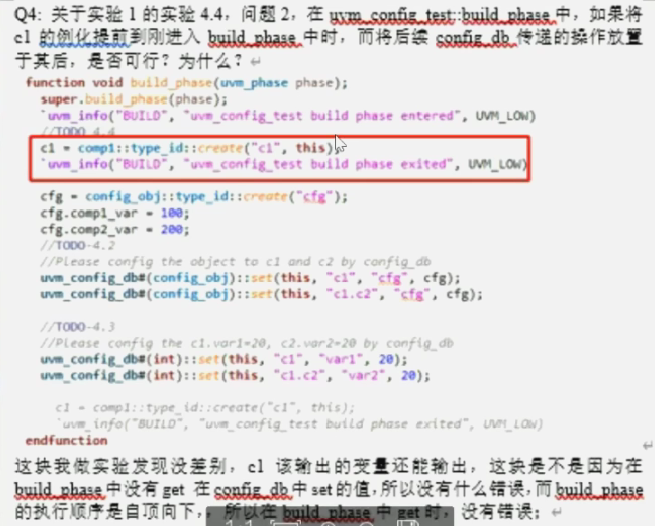 Q4: 关于实验1的实验4.4，问题2，在 uvm_config_test::build_phase 中，如果将
c1 的例化提前到刚进入 build_phase 中时，而将后续 config_db 传递的操作放置
于其后，是否可行？为什么？
function void build_phase(uvm_phase phase);
super.build_phase(phase);
`uvm_info("BUILD", "uvm_config_test build phase entered", UVM_LOW)
//TODO-4.4
c1 = comp1::type_id::create("c1", this);
`uvm_info("BUILD", "uvm_config_test build phase exited", UVM_LOW)
cfg = config_obj::type_id::create("cfg");
cfg.comp1_var = 100;
cfg.comp2_var = 200;
//TODO-4.2
//Please config the object to c1 and c2 by config_db
uvm_config_db#(config_obj)::set(this, "c1", "cfg", cfg);
uvm_config_db#(config_obj)::set(this, "c1.c2", "cfg", cfg);
//TODO-4.3
//Please config the c1.var1=20, c2.var2=20 by config_db
uvm_config_db#(int)::set(this, "c1", "var1", 20);
uvm_config_db#(int)::set(this, "c1.c2", "var2", 20);
c1 = comp1::type_id::create("c1", this);
`uvm_info("BUILD", "uvm_config_test build phase exited", UVM_LOW)
endfunction
这块我做实验发现没差别，c1 该输出的变量还能输出，这块是不是因为在
build_phase 中没有 get 在 config_db 中 set 的值，所以没有什么错误，而 build_phase
的执行顺序是自顶向下，，所以在 build_phase 中 get 时，没有错误；